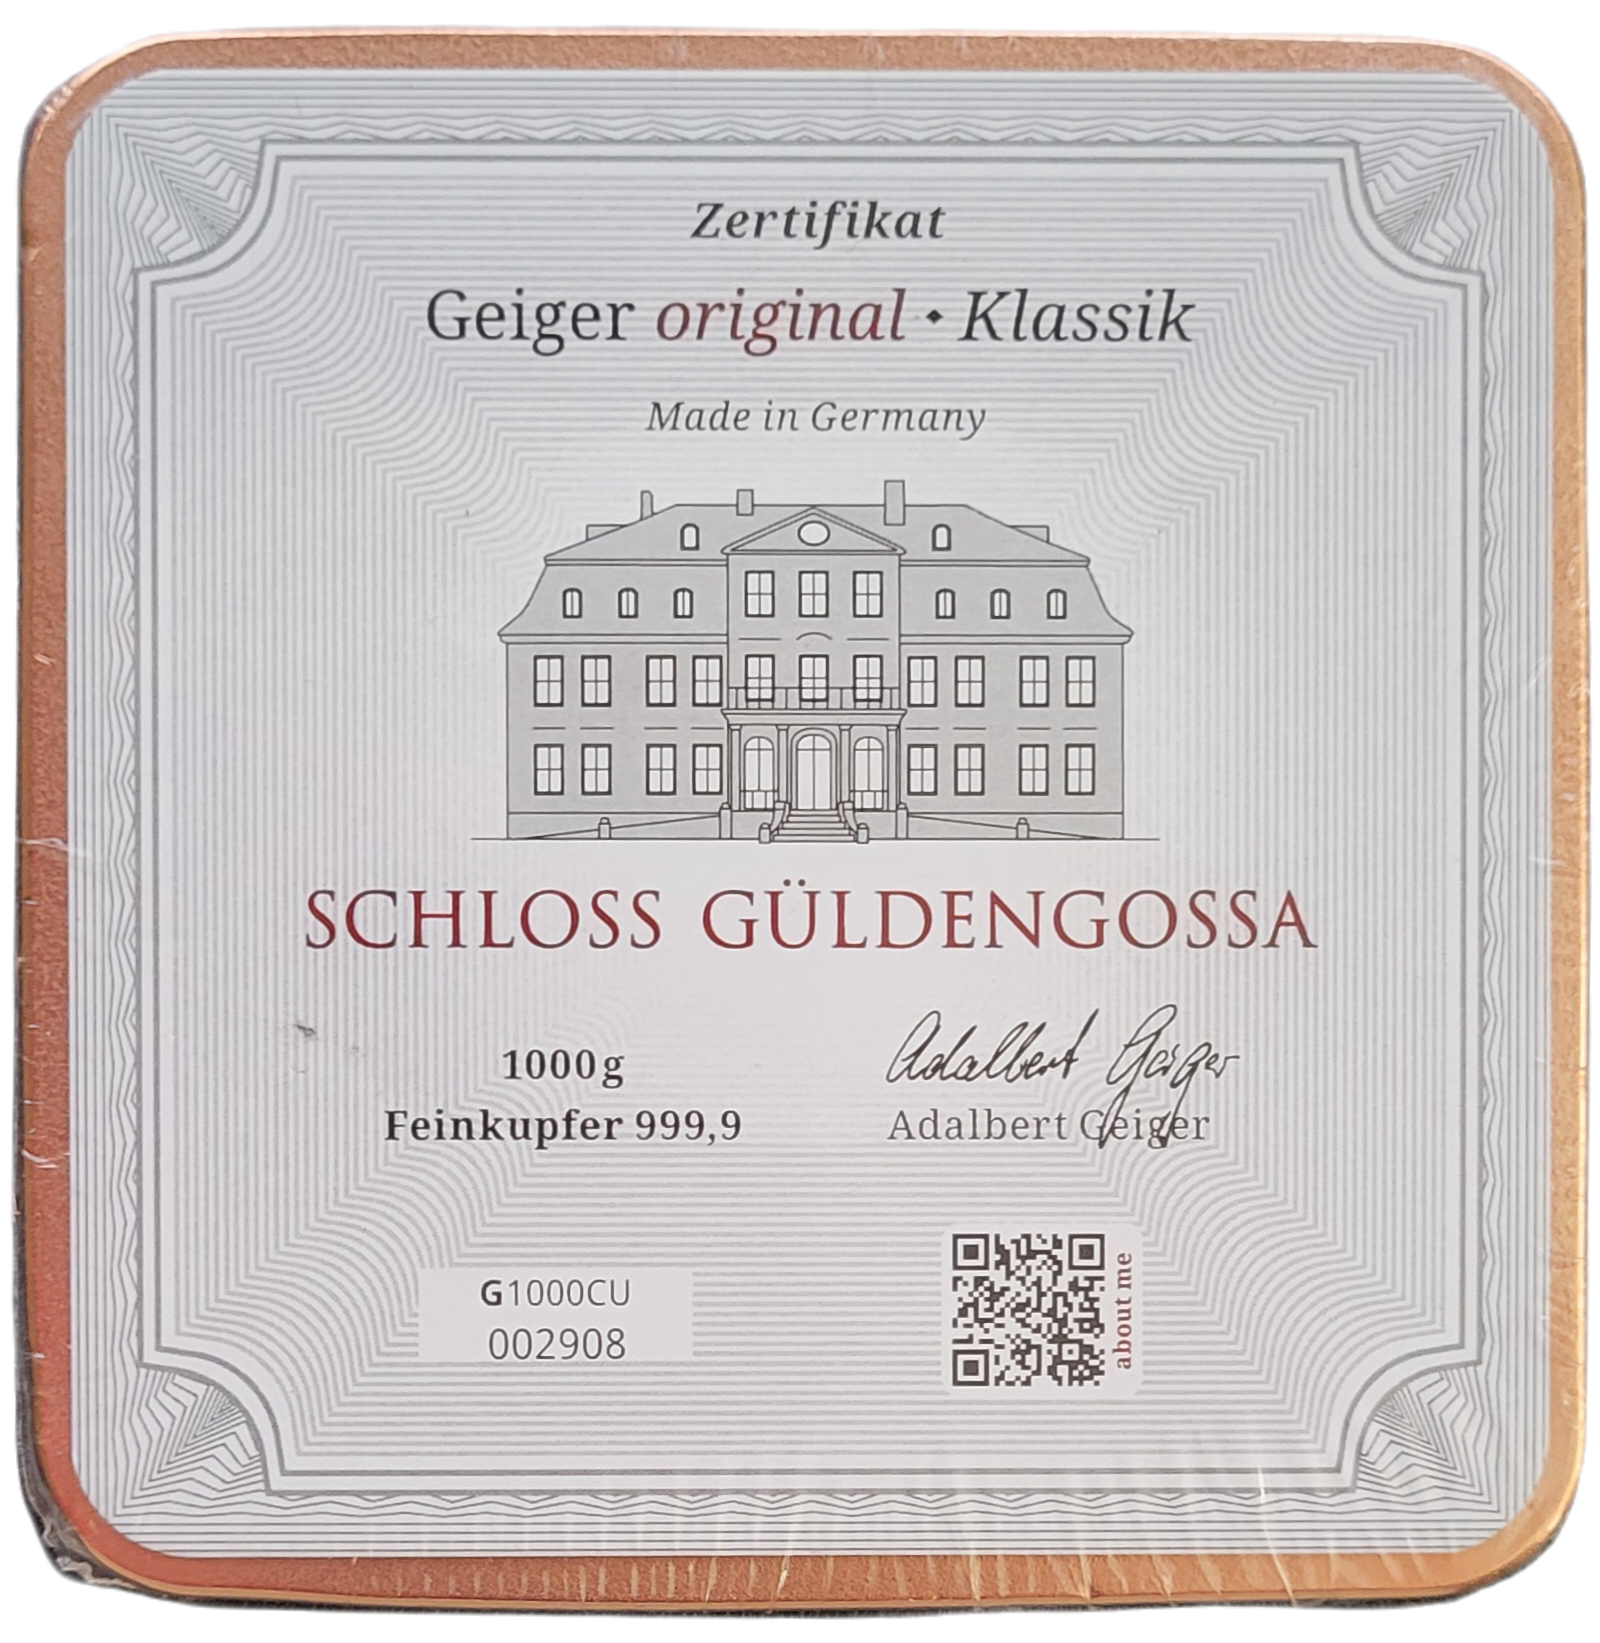 Zertifikat
Geiger original · Klassik
Made in Germany
SCHLOSS GÜLDENGOSSA
1000g
Feinkupfer 999,9
Adalbert Geiger
Adalbert Geiger
G1000CU
002908
about me